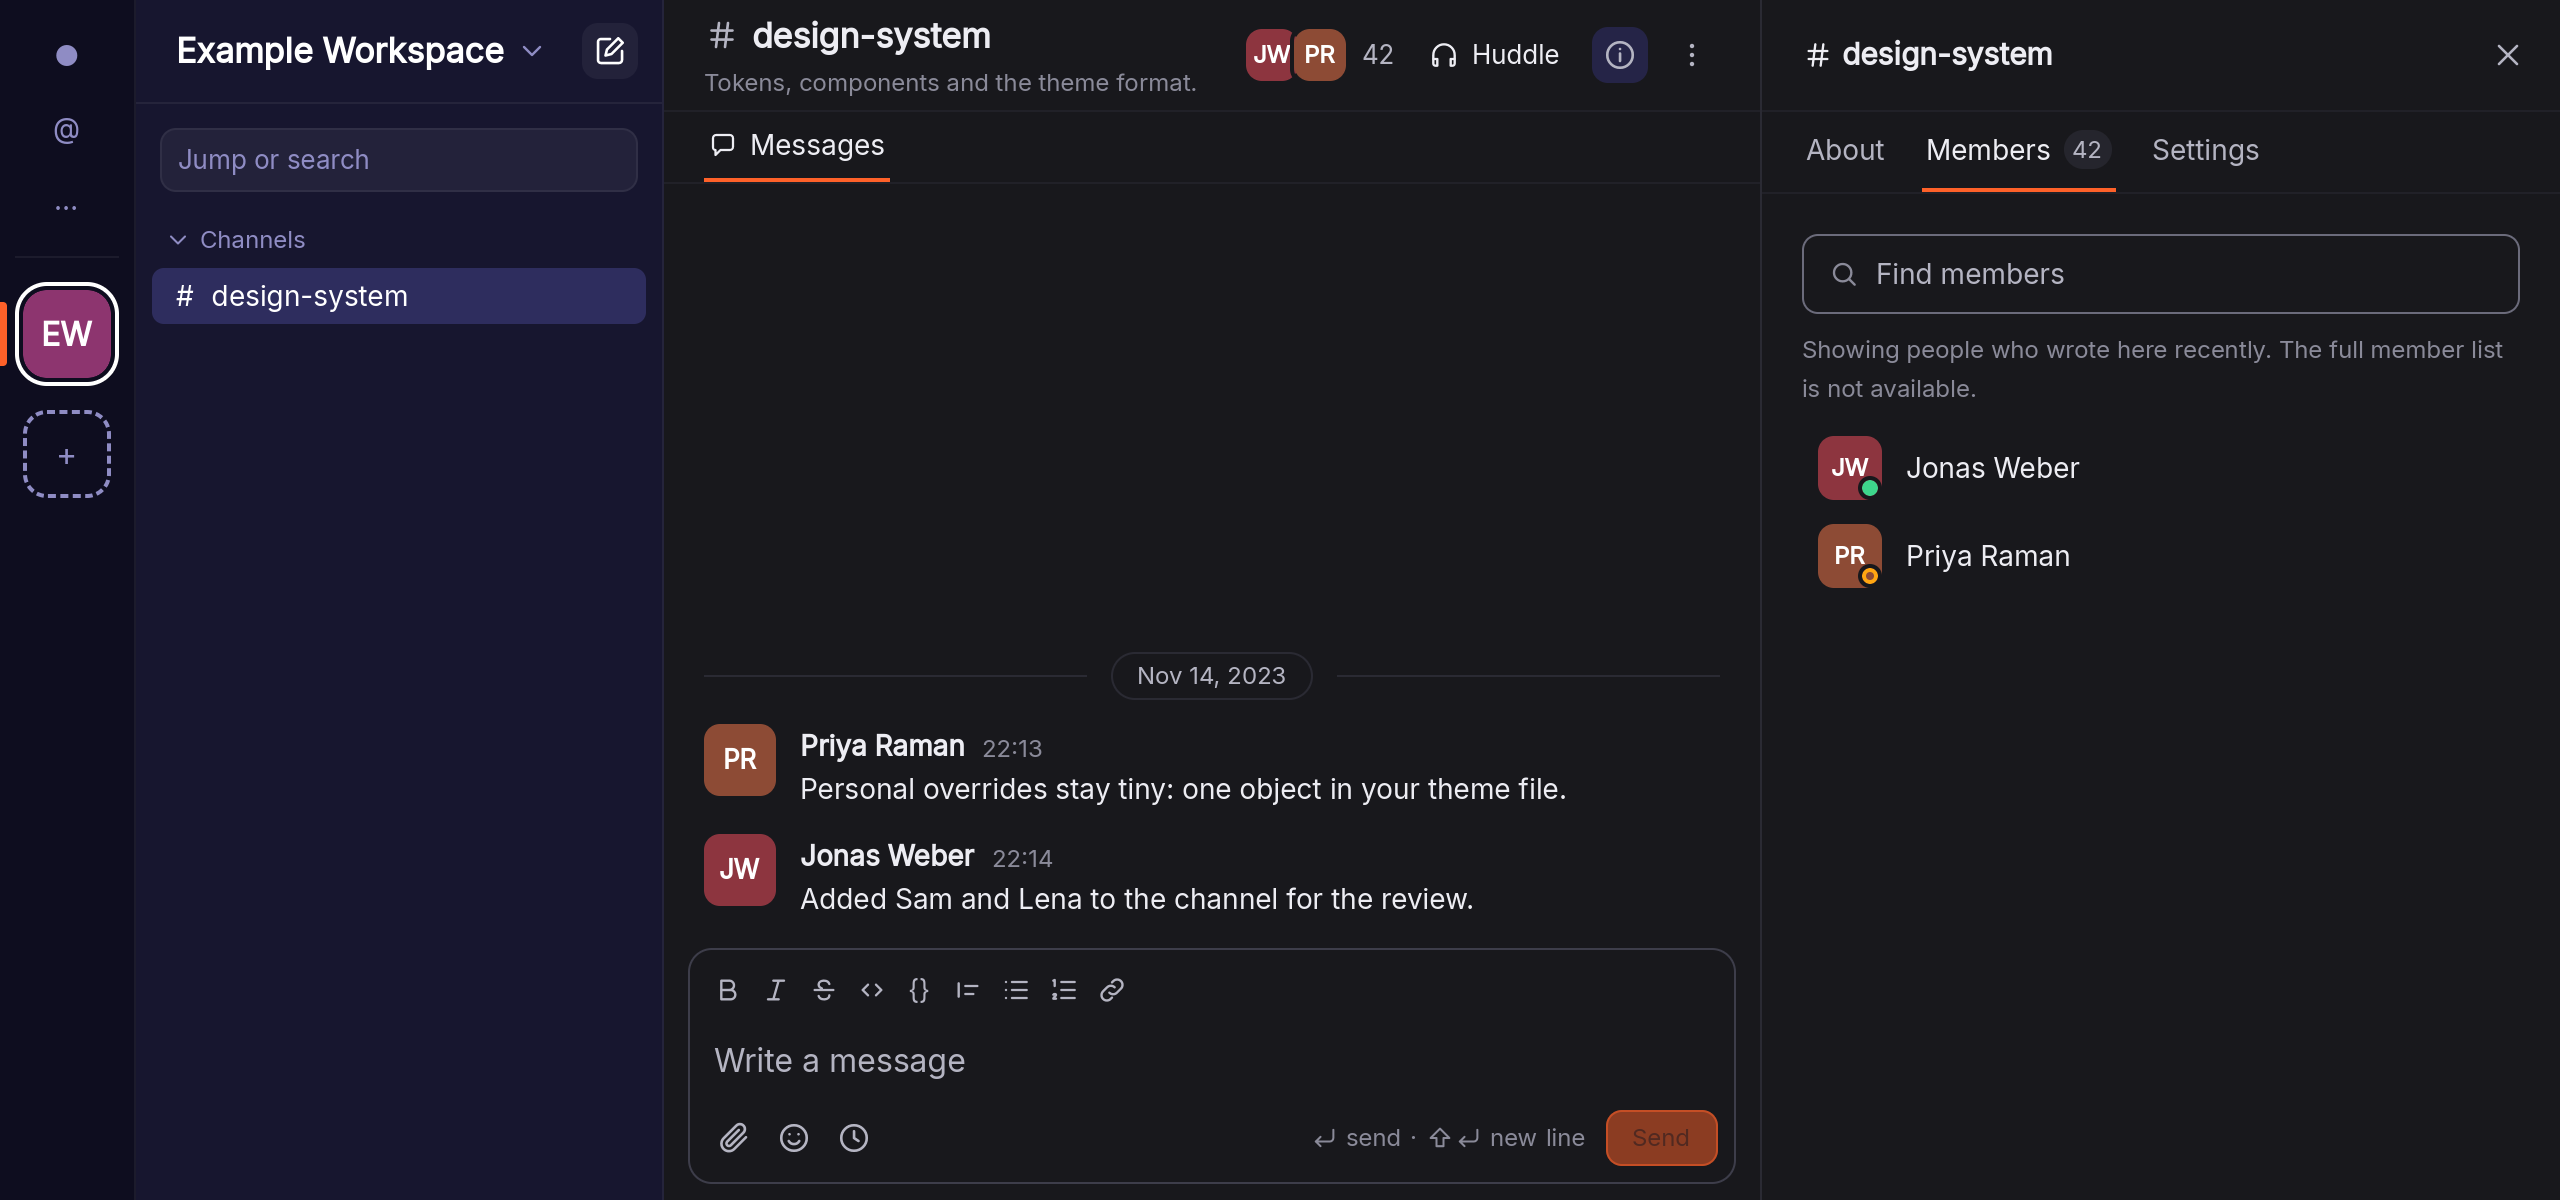 @
EW
+
Example Workspace
Jump or search
Channels
# design-system
# design-system
Tokens, components and the theme format.
JW PR 42 Huddle
Messages
Nov 14, 2023
PR
Priya Raman 22:13
Personal overrides stay tiny: one object in your theme file.
JW
Jonas Weber 22:14
Added Sam and Lena to the channel for the review.
Write a message
send · new line Send
# design-system
About Members 42 Settings
Find members
Showing people who wrote here recently. The full member list
is not available.
JW Jonas Weber
PR Priya Raman